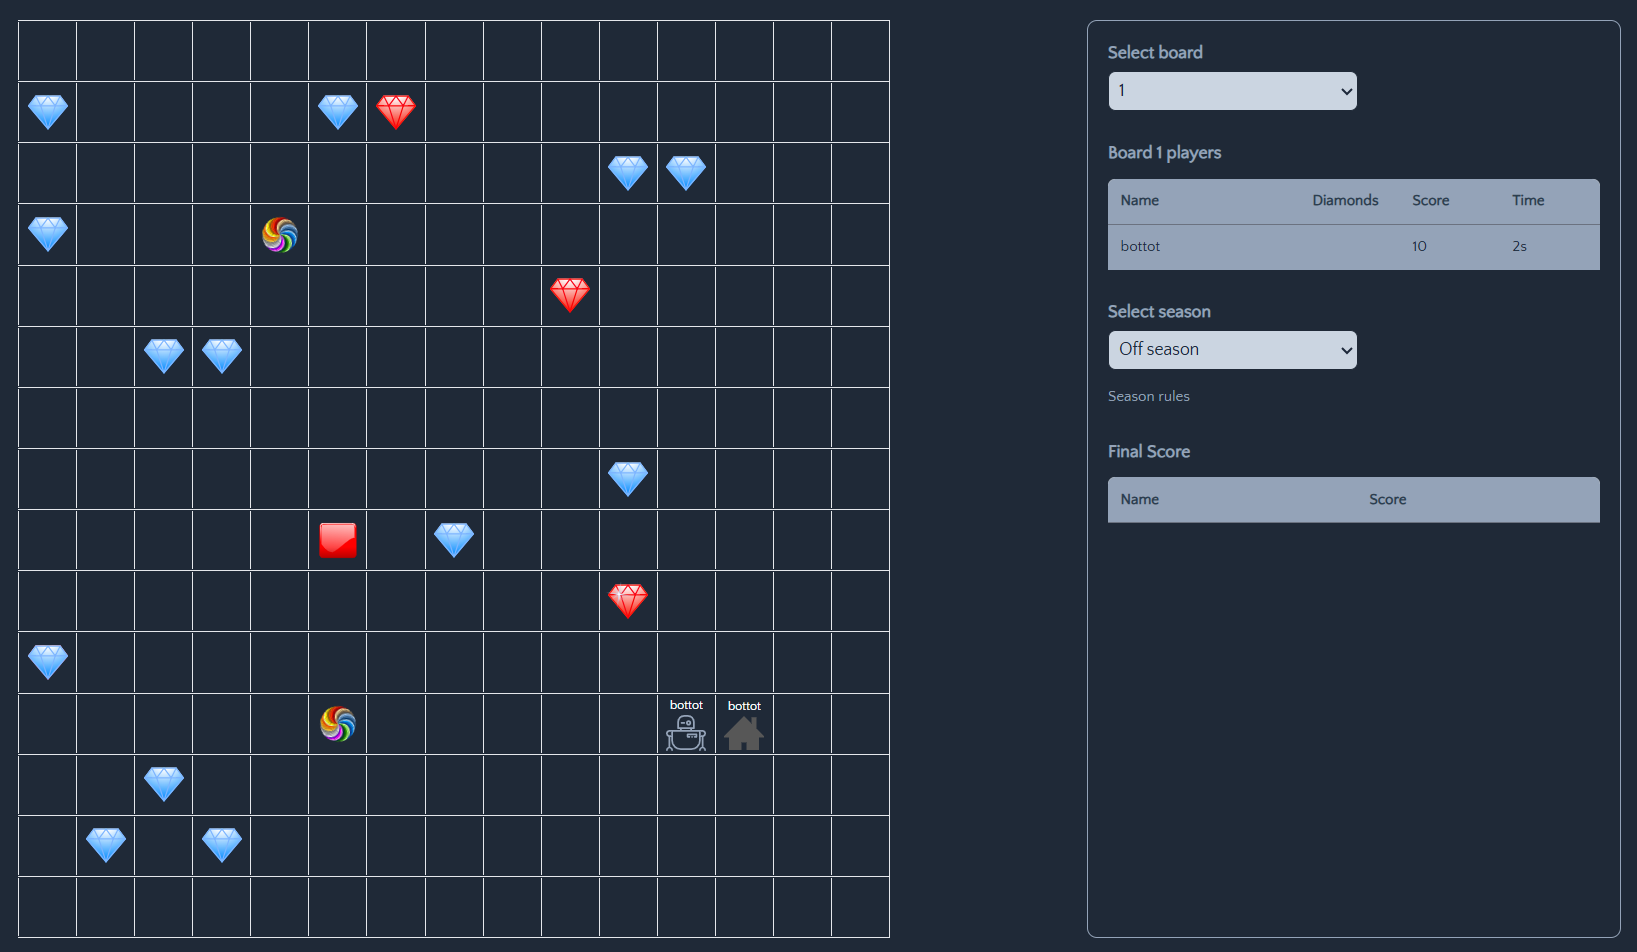 bottot
bottot
Select board
1
Board 1 players
Name Diamonds Score Time
bottot 10 2s
Select season
Off season
Season rules
Final Score
Name Score